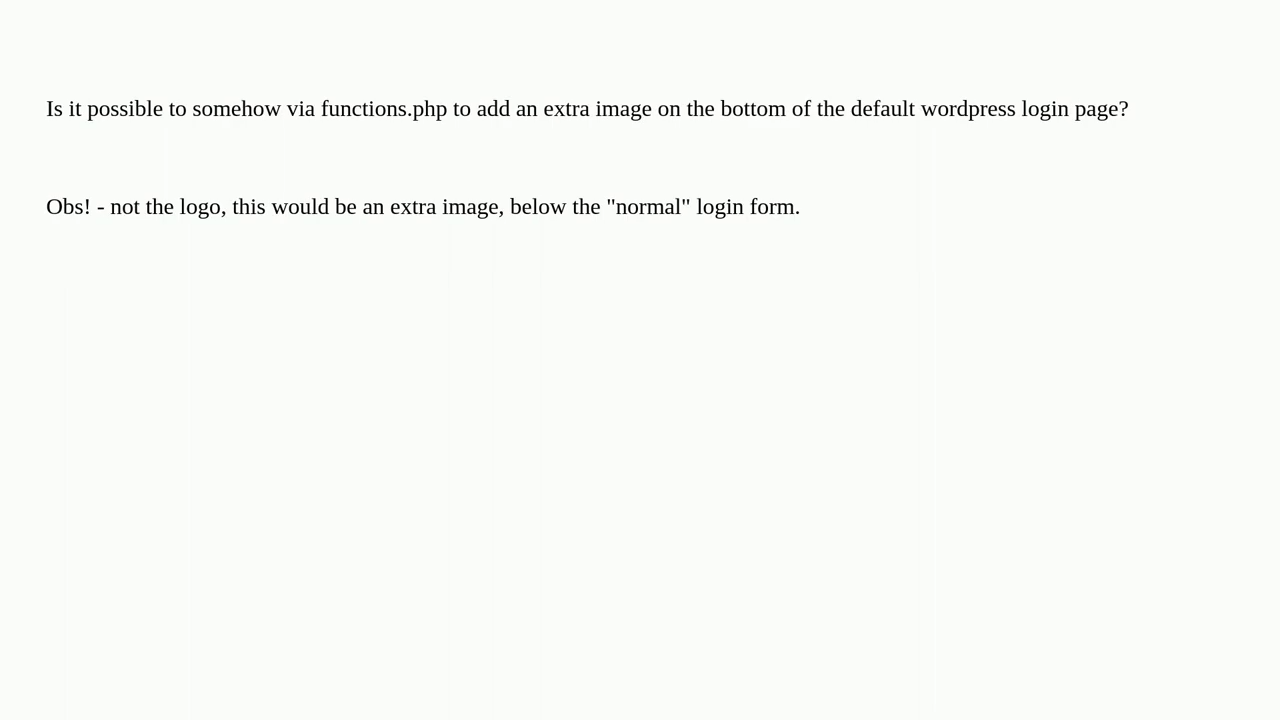 Is it possible to somehow via functions.php to add an extra image on the bottom of the default wordpress login page?
Obs! - not the logo, this would be an extra image, below the "normal" login form.